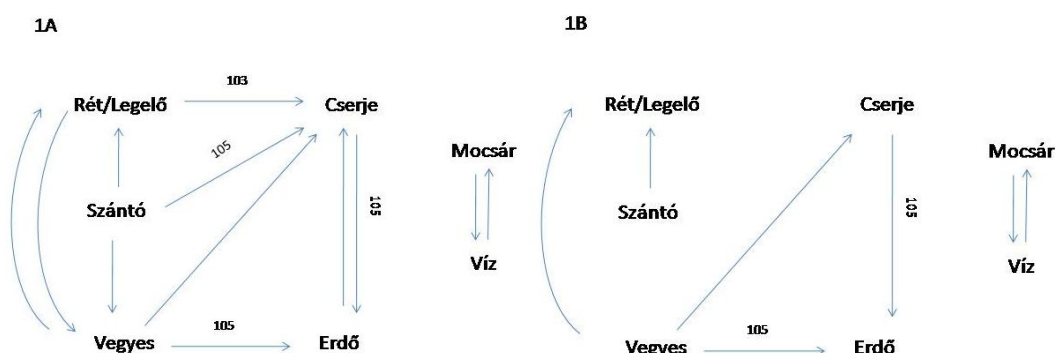 1A
103
Rét/Legelő
Cserje
105
Mocsár
Szántó
105
Víz
105
Vegyes
Erdő
1B
Rét/Legelő
Cserje
Mocsár
Szántó
105
Víz
105
Vegyes
Erdő